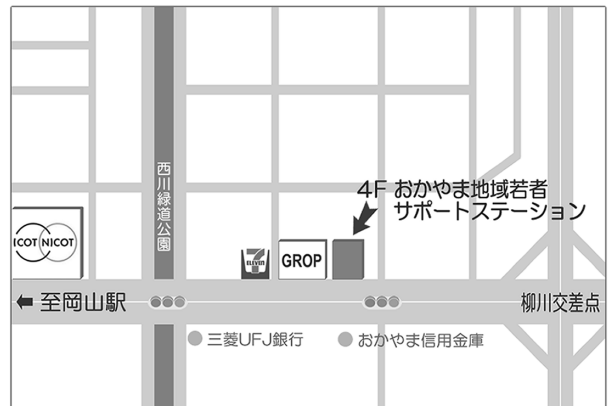 西川緑道公園
4F おかやま地域若者
サポートステーション
ICOT NICOT
7
ELEVEN
GROP
至岡山駅
柳川交差点
三菱UFJ銀行
おかやま信用金庫